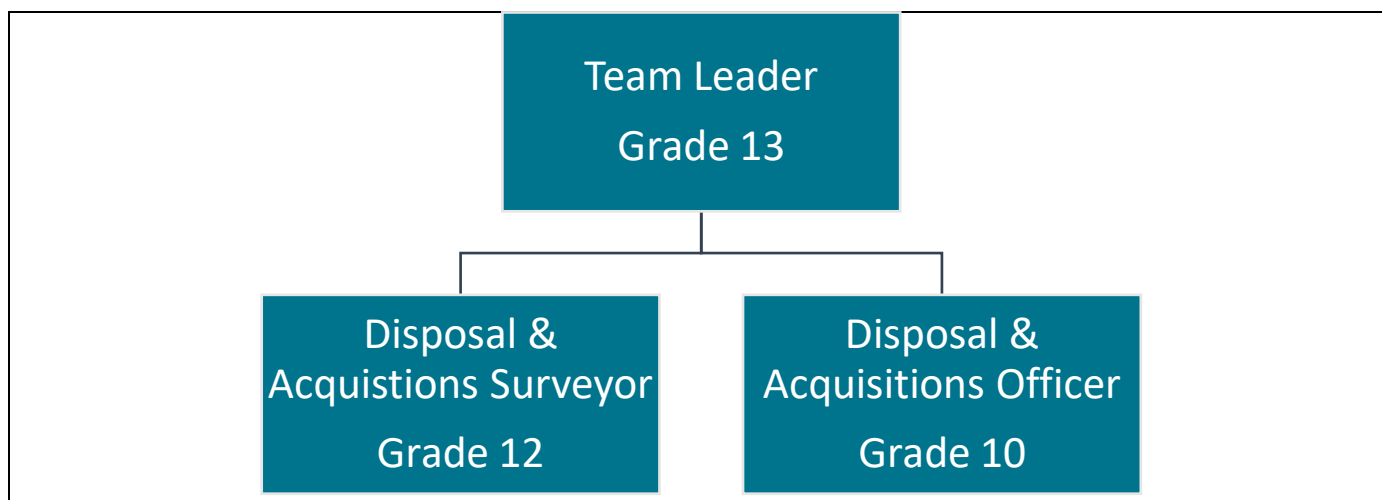 Team Leader
Grade 13
Disposal &
Acquistions Surveyor
Grade 12
Disposal &
Acquisitions Officer
Grade 10